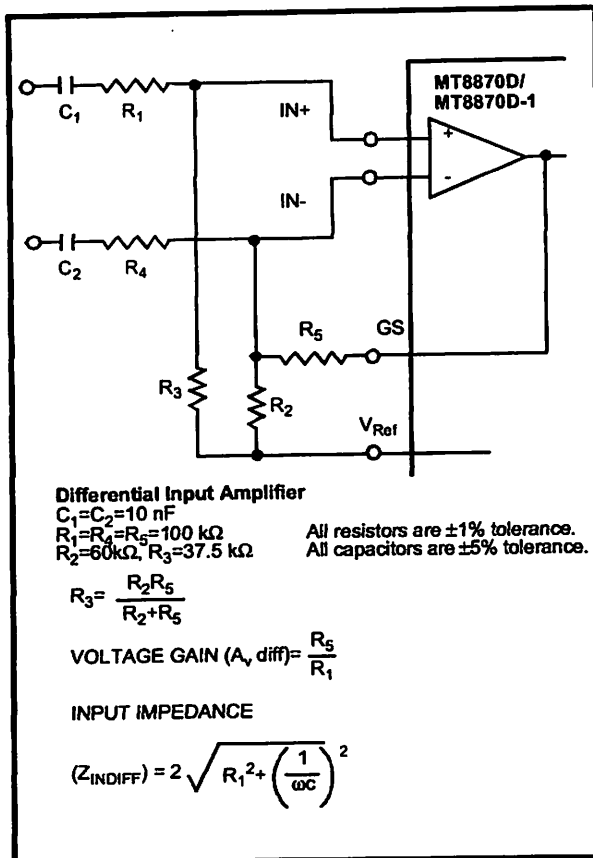 MT8870D/
MT8870D-1
C₁
R₁
IN+
+
-
IN-
C₂
R₄
R₅
GS
R₃
R₂
V_Ref
Differential Input Amplifier
C₁=C₂=10 nF
R₁=R₄=R₅=100 kΩ All resistors are ±1% tolerance.
R₂=60kΩ, R₃=37.5 kΩ All capacitors are ±5% tolerance.
R₃= R₂R₅ / R₂+R₅
VOLTAGE GAIN (Aᵥ diff)= R₅ / R₁
INPUT IMPEDANCE
(Z_INDIFF) = 2 √ R₁²+ (1 / ωc)²